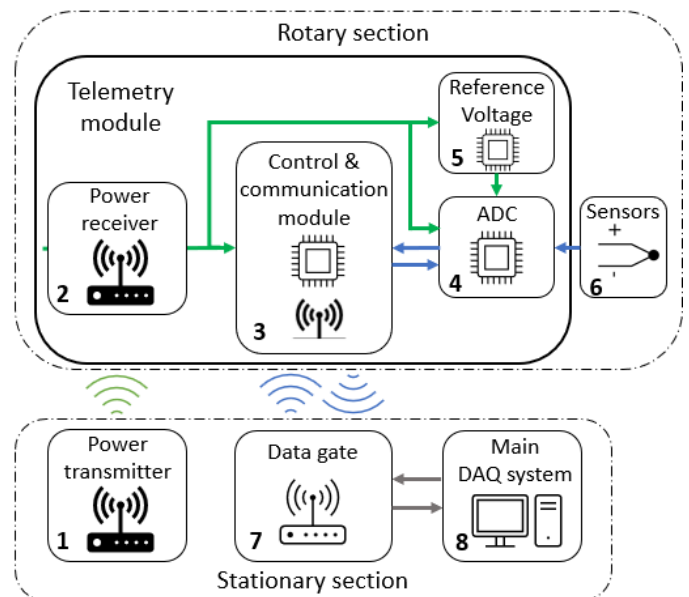 Rotary section
Telemetry
module
Reference
Voltage
5
Control &
communication
module
3
Power
receiver
2
ADC
4
Sensors
+
-
6
Power
transmitter
1
Data gate
7
Main
DAQ system
8
Stationary section